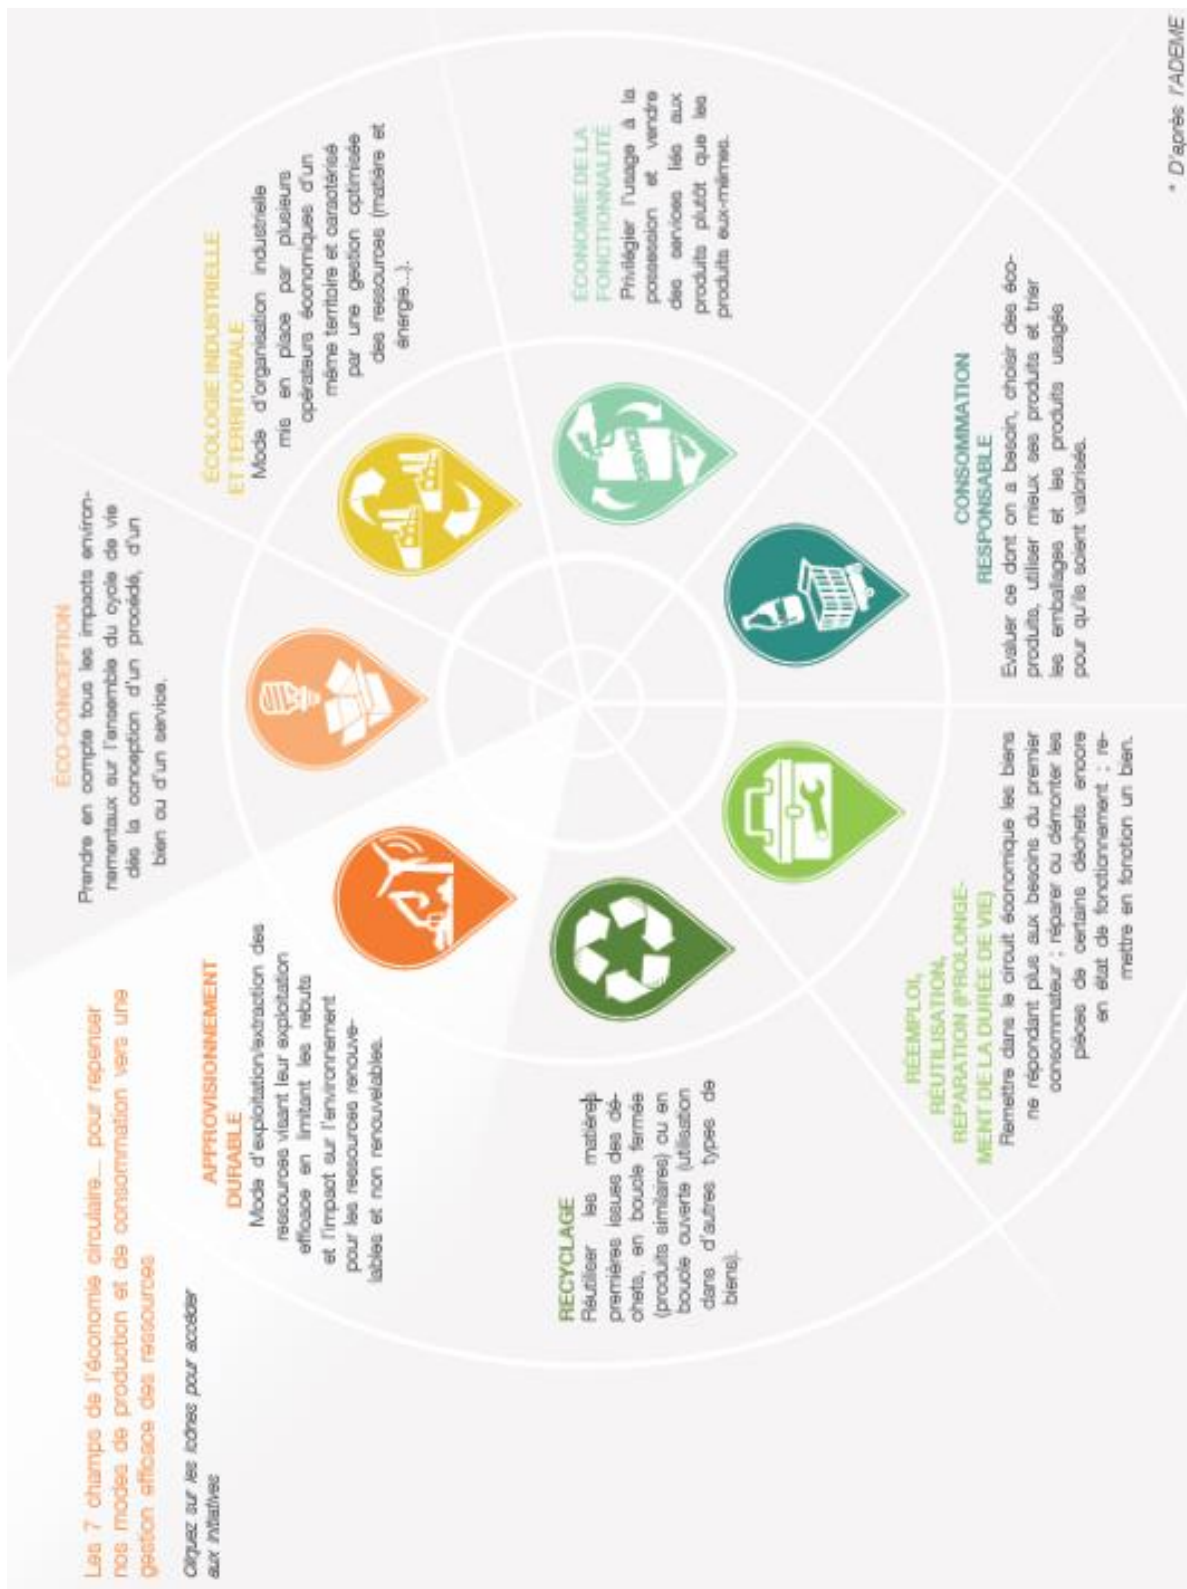 Les 7 champs de l'économie circulaire... pour repenser
nos modes de production et de consommation vers une
gestion efficace des ressources
Cliquez sur les icônes pour accéder
aux initiatives
ÉCO-CONCEPTION
Prendre en compte tous les impacts environ-
nementaux sur l'ensemble du cycle de vie
dès la conception d'un procédé, d'un
bien ou d'un service.
ÉCOLOGIE INDUSTRIELLE
ET TERRITORIALE
Mode d'organisation industrielle
mis en place par plusieurs
opérateurs économiques d'un
même territoire et caractérisé
par une gestion optimisée
des ressources (matière et
énergie...).
ÉCONOMIE DE LA
FONCTIONNALITÉ
Privilégier l'usage à la
possession et vendre
des services liés aux
produits plutôt que les
produits eux-mêmes.
SERVICE
CONSOMMATION
RESPONSABLE
Evaluer ce dont on a besoin, choisir des éco-
produits, utiliser mieux ses produits et trier
les emballages et les produits usagés
pour qu'ils soient valorisés.
RÉEMPLOI,
RÉUTILISATION,
RÉPARATION (PROLONGE-
MENT DE LA DURÉE DE VIE)
Remettre dans le circuit économique les biens
ne répondant plus aux besoins du premier
consommateur ; réparer ou démonter les
pièces de certains déchets encore
en état de fonctionnement ; re-
mettre en fonction un bien.
RECYCLAGE
Réutiliser les matières
premières issues des dé-
chets, en boucle fermée
(produits similaires) ou en
boucle ouverte (utilisation
dans d'autres types de
biens).
APPROVISIONNEMENT
DURABLE
Mode d'exploitation/extraction des
ressources visant leur exploitation
efficace en limitant les rebuts
et l'impact sur l'environnement
pour les ressources renouve-
lables et non renouvelables.
* D'après l'ADEME